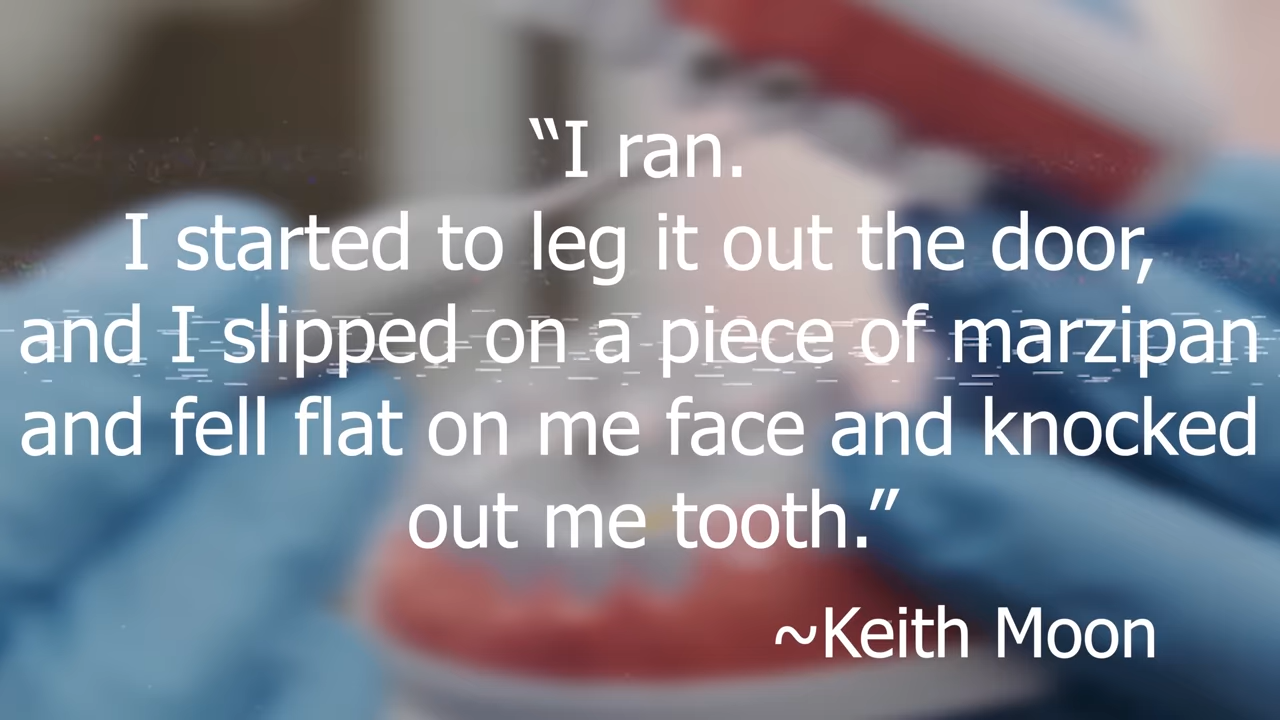 “I ran.
I started to leg it out the door,
and I slipped on a piece of marzipan
and fell flat on me face and knocked
out me tooth.”
~Keith Moon